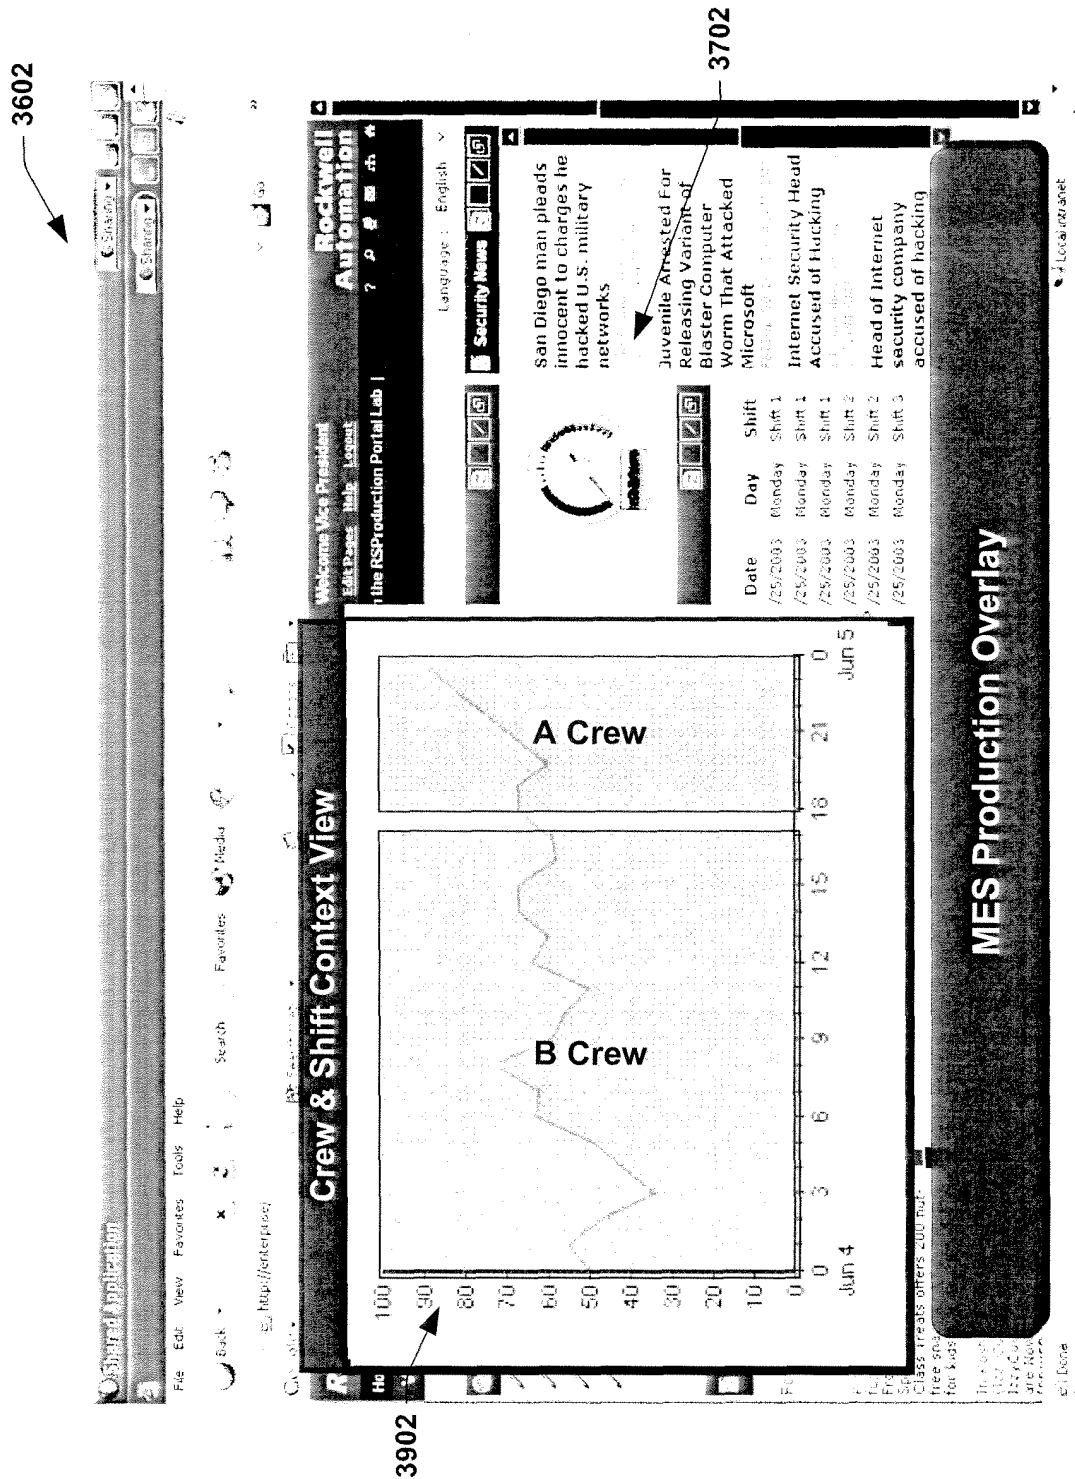 3602
Shared Application
Sharing
Sharing
File Edit View Favorites Tools Help
Back
Search Favorites Media
http://enterprise/
Go
Rockwell
Automation
Welcome Vice President
Edit Pages Help Logout
the RSProduction Portal Lab |
Language : English
Security News
San Diego man pleads
innocent to charges he
hacked U.S. military
networks
Juvenile Arrested For
Releasing Variant of
Blaster Computer
Worm That Attacked
Microsoft
Internet Security Head
Accused of Hacking
Head of Internet
security company
accused of hacking
3702
Date Day Shift
/25/2003 Monday Shift 1
/25/2003 Monday Shift 1
/25/2003 Monday Shift 1
/25/2003 Monday Shift 2
/25/2003 Monday Shift 2
/25/2003 Monday Shift 3
Crew & Shift Context View
100
90
80
70
60
50
40
30
20
10
0
B Crew
A Crew
0 3 6 9 12 15 18 21 0
Jun 4 Jun 5
3902
Class Treats offers 200 nut-
free
for kids
MES Production Overlay
Done
Local intranet